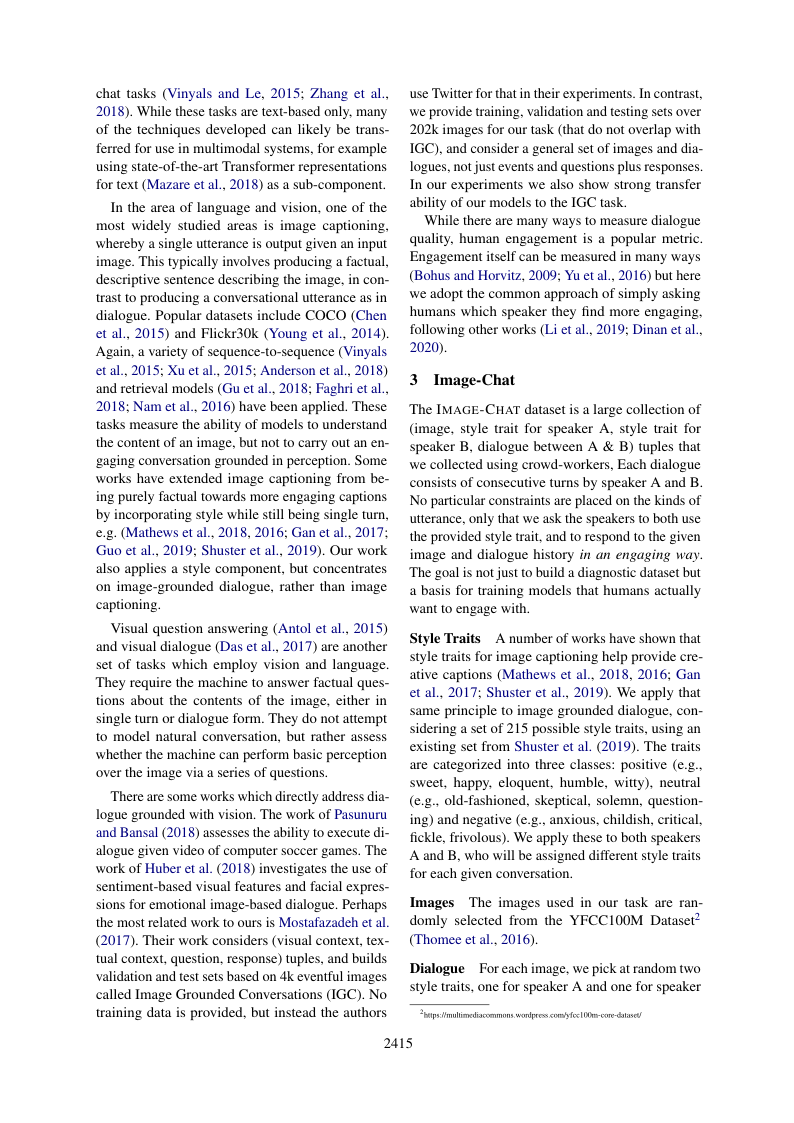 chat tasks (Vinyals and Le, 2015; Zhang et al.,
2018). While these tasks are text-based only, many
of the techniques developed can likely be trans-
ferred for use in multimodal systems, for example
using state-of-the-art Transformer representations
for text (Mazare et al., 2018) as a sub-component.
In the area of language and vision, one of the
most widely studied areas is image captioning,
whereby a single utterance is output given an input
image. This typically involves producing a factual,
descriptive sentence describing the image, in con-
trast to producing a conversational utterance as in
dialogue. Popular datasets include COCO (Chen
et al., 2015) and Flickr30k (Young et al., 2014).
Again, a variety of sequence-to-sequence (Vinyals
et al., 2015; Xu et al., 2015; Anderson et al., 2018)
and retrieval models (Gu et al., 2018; Faghri et al.,
2018; Nam et al., 2016) have been applied. These
tasks measure the ability of models to understand
the content of an image, but not to carry out an en-
gaging conversation grounded in perception. Some
works have extended image captioning from be-
ing purely factual towards more engaging captions
by incorporating style while still being single turn,
e.g. (Mathews et al., 2018, 2016; Gan et al., 2017;
Guo et al., 2019; Shuster et al., 2019). Our work
also applies a style component, but concentrates
on image-grounded dialogue, rather than image
captioning.
Visual question answering (Antol et al., 2015)
and visual dialogue (Das et al., 2017) are another
set of tasks which employ vision and language.
They require the machine to answer factual ques-
tions about the contents of the image, either in
single turn or dialogue form. They do not attempt
to model natural conversation, but rather assess
whether the machine can perform basic perception
over the image via a series of questions.
There are some works which directly address dia-
logue grounded with vision. The work of Pasunuru
and Bansal (2018) assesses the ability to execute di-
alogue given video of computer soccer games. The
work of Huber et al. (2018) investigates the use of
sentiment-based visual features and facial expres-
sions for emotional image-based dialogue. Perhaps
the most related work to ours is Mostafazadeh et al.
(2017). Their work considers (visual context, tex-
tual context, question, response) tuples, and builds
validation and test sets based on 4k eventful images
called Image Grounded Conversations (IGC). No
training data is provided, but instead the authors
use Twitter for that in their experiments. In contrast,
we provide training, validation and testing sets over
202k images for our task (that do not overlap with
IGC), and consider a general set of images and dia-
logues, not just events and questions plus responses.
In our experiments we also show strong transfer
ability of our models to the IGC task.
While there are many ways to measure dialogue
quality, human engagement is a popular metric.
Engagement itself can be measured in many ways
(Bohus and Horvitz, 2009; Yu et al., 2016) but here
we adopt the common approach of simply asking
humans which speaker they find more engaging,
following other works (Li et al., 2019; Dinan et al.,
2020).
3 Image-Chat
The IMAGE-CHAT dataset is a large collection of
(image, style trait for speaker A, style trait for
speaker B, dialogue between A & B) tuples that
we collected using crowd-workers, Each dialogue
consists of consecutive turns by speaker A and B.
No particular constraints are placed on the kinds of
utterance, only that we ask the speakers to both use
the provided style trait, and to respond to the given
image and dialogue history in an engaging way.
The goal is not just to build a diagnostic dataset but
a basis for training models that humans actually
want to engage with.
Style Traits A number of works have shown that
style traits for image captioning help provide cre-
ative captions (Mathews et al., 2018, 2016; Gan
et al., 2017; Shuster et al., 2019). We apply that
same principle to image grounded dialogue, con-
sidering a set of 215 possible style traits, using an
existing set from Shuster et al. (2019). The traits
are categorized into three classes: positive (e.g.,
sweet, happy, eloquent, humble, witty), neutral
(e.g., old-fashioned, skeptical, solemn, question-
ing) and negative (e.g., anxious, childish, critical,
fickle, frivolous). We apply these to both speakers
A and B, who will be assigned different style traits
for each given conversation.
Images The images used in our task are ran-
domly selected from the YFCC100M Dataset2
(Thomee et al., 2016).
Dialogue For each image, we pick at random two
style traits, one for speaker A and one for speaker
2https://multimediacommons.wordpress.com/yfcc100m-core-dataset/
2415